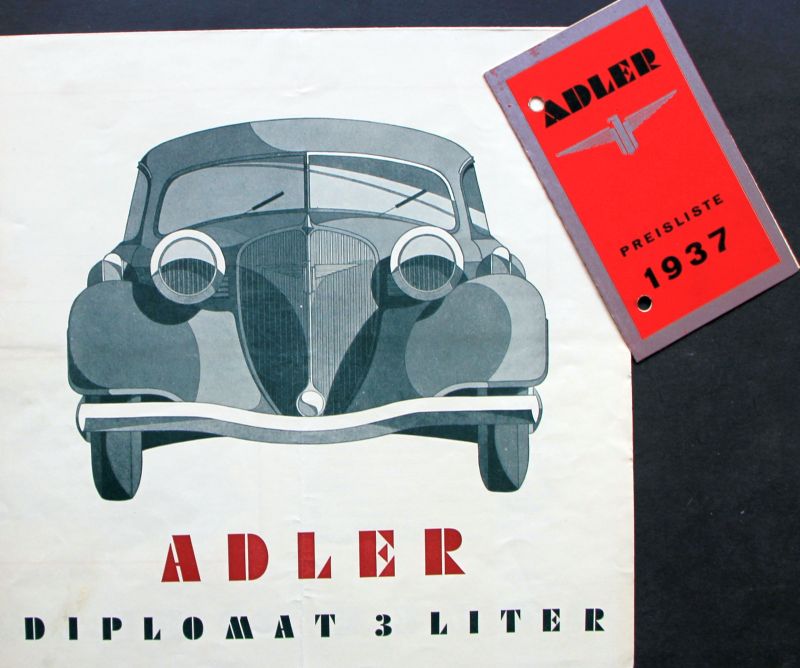 ADLER
PREISLISTE
1937
ADLER
DIPLOMAT 3 LITER